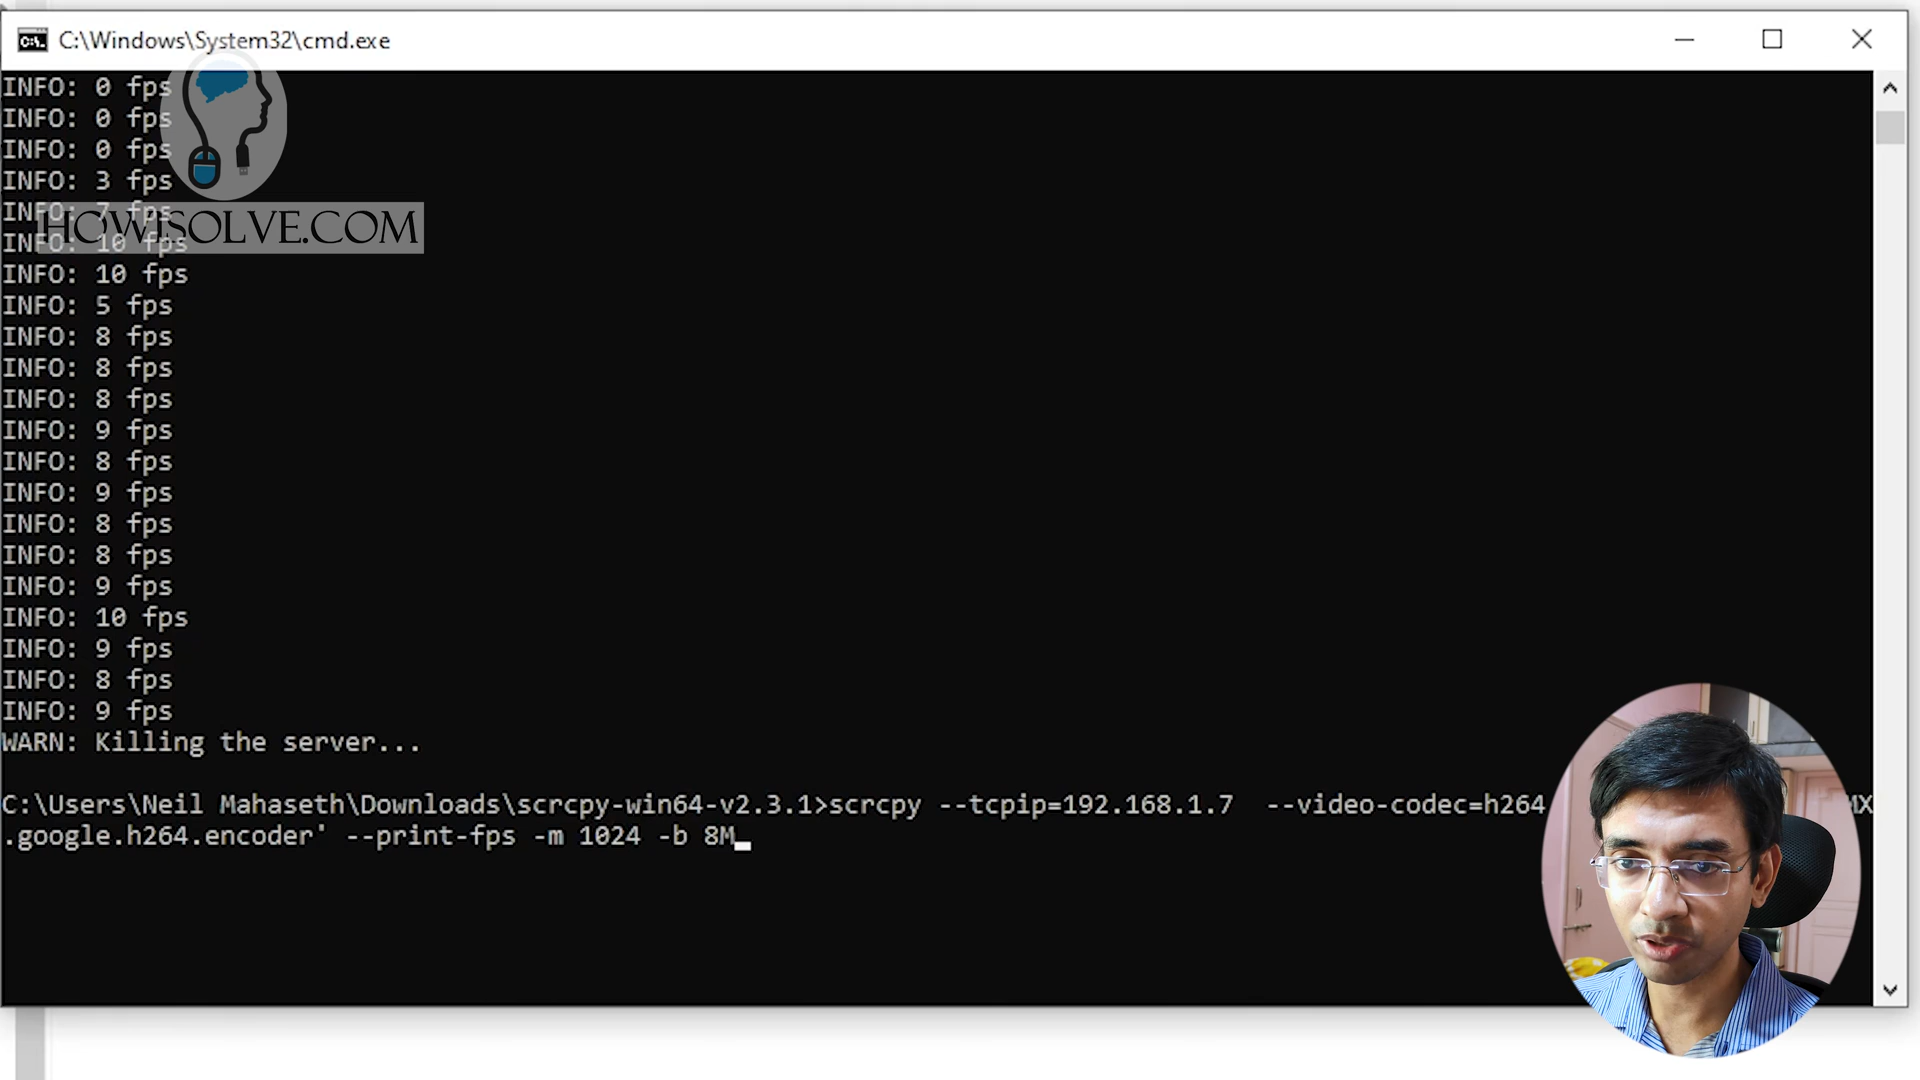 C:\Windows\System32\cmd.exe
INFO: 0 fps
INFO: 0 fps
INFO: 0 fps
INFO: 3 fps
INFO: 7 fps
HOWISOLVE.COM
INFO: 10 fps
INFO: 10 fps
INFO: 5 fps
INFO: 8 fps
INFO: 8 fps
INFO: 8 fps
INFO: 9 fps
INFO: 8 fps
INFO: 9 fps
INFO: 8 fps
INFO: 8 fps
INFO: 9 fps
INFO: 10 fps
INFO: 9 fps
INFO: 8 fps
INFO: 9 fps
WARN: Killing the server...
C:\Users\Neil Mahaseth\Downloads\scrcpy-win64-v2.3.1>scrcpy --tcpip=192.168.1.7  --video-codec=h264 MX
.google.h264.encoder' --print-fps -m 1024 -b 8M